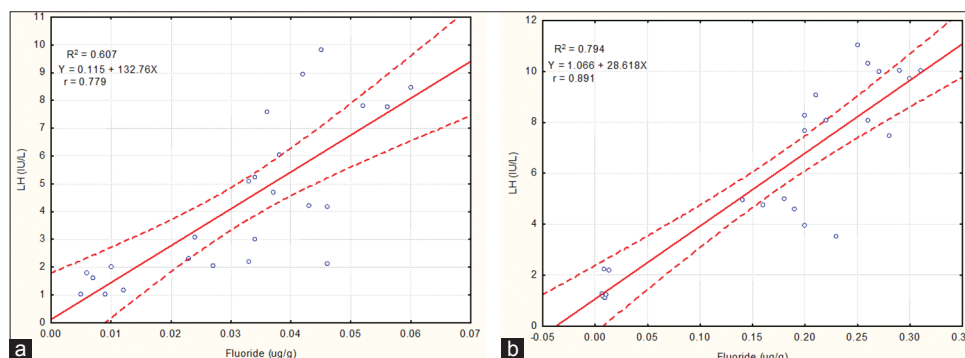 R² = 0.607
Y = 0.115 + 132.76X
r = 0.779
LH (IU/L)
11
10
9
8
7
6
5
4
3
2
1
0
0.00 0.01 0.02 0.03 0.04 0.05 0.06 0.07
Fluoride (ug/g)
a
R² = 0.794
Y = 1.066 + 28.618X
r = 0.891
LH (IU/L)
12
10
8
6
4
2
0
-0.05 0.00 0.05 0.10 0.15 0.20 0.25 0.30
Fluoride (ug/g)
b